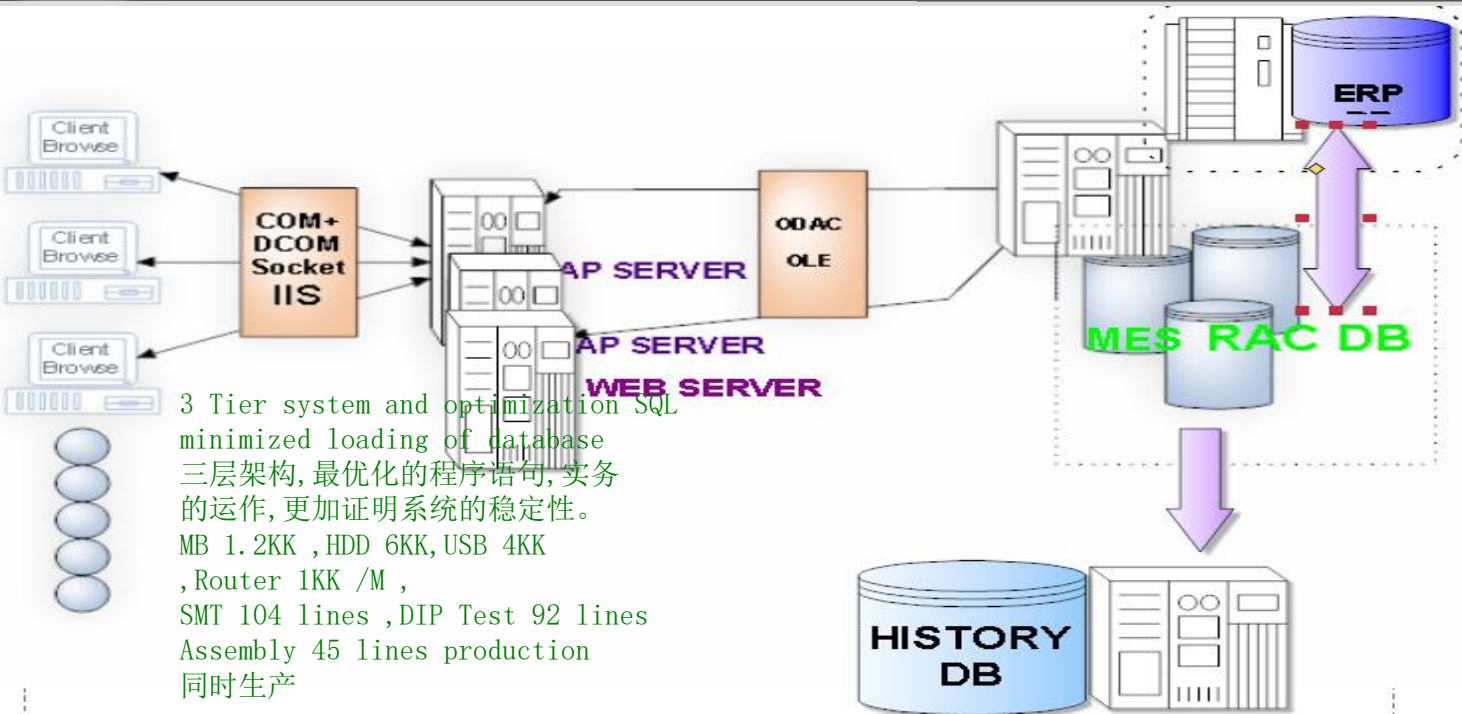 ERP
Client
Browse
COM+
DCOM
Socket
IIS
ODAC
OLE
AP SERVER
Client
Browse
MES RAC DB
AP SERVER
Client
Browse
WEB SERVER
3 Tier system and optimization SQL
minimized loading of database
三层架构,最优化的程序语句,实务
的运作,更加证明系统的稳定性。
MB 1.2KK ,HDD 6KK,USB 4KK
,Router 1KK /M ,
SMT 104 lines ,DIP Test 92 lines
Assembly 45 lines production
同时生产
HISTORY
DB